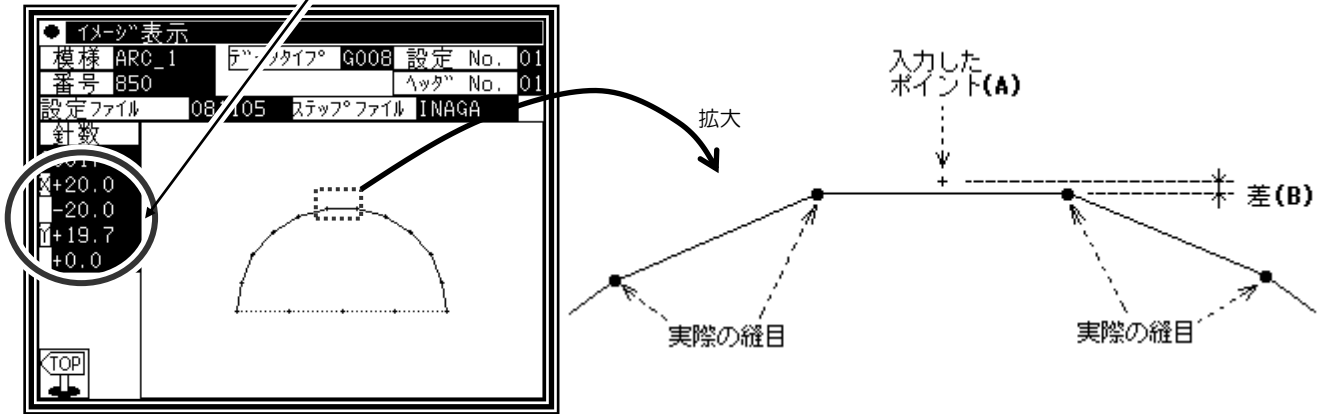 ● イメージ表示
模様 ARC_1 データタイプ G008 設定 No. 01
番号 850 ヘッダ No. 01
設定ファイル ステップファイル INAGA
針数
X+20.0
-20.0
Y+19.7
+0.0
TOP
拡大
入力した
ポイント(A)
差(B)
実際の縫目
実際の縫目